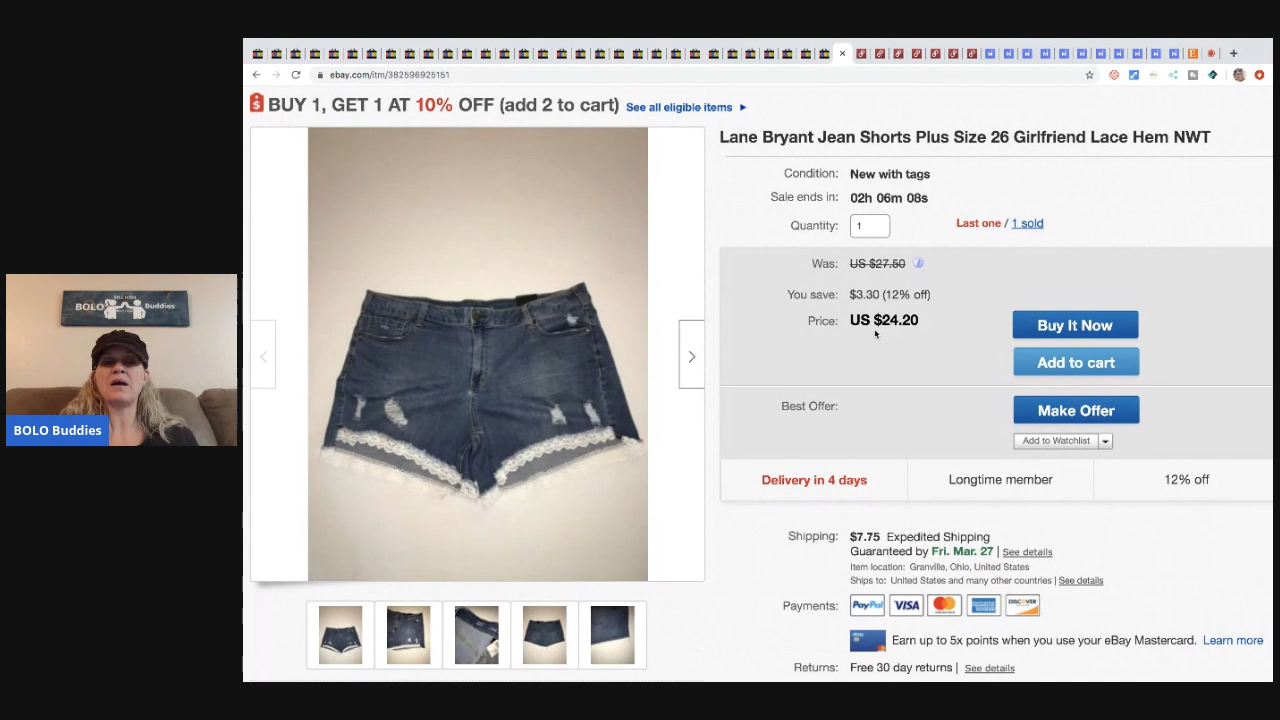 ebay.com/itm/382596925151
BUY 1, GET 1 AT 10% OFF (add 2 to cart) See all eligible items
Lane Bryant Jean Shorts Plus Size 26 Girlfriend Lace Hem NWT
Condition: New with tags
Sale ends in: 02h 06m 08s
Quantity: 1 Last one / 1 sold
Was: US $27.50
You save: $3.30 (12% off)
Price: US $24.20
Buy It Now
Add to cart
Best Offer:
Make Offer
Add to Watchlist
Delivery in 4 days Longtime member 12% off
Shipping: $7.75 Expedited Shipping
Guaranteed by Fri. Mar. 27 | See details
Item location: Granville, Ohio, United States
Ships to: United States and many other countries | See details
Payments: PayPal VISA DISCOVER
Earn up to 5x points when you use your eBay Mastercard. Learn more
Returns: Free 30 day returns | See details
BOLO Buddies
BOLO Buddies